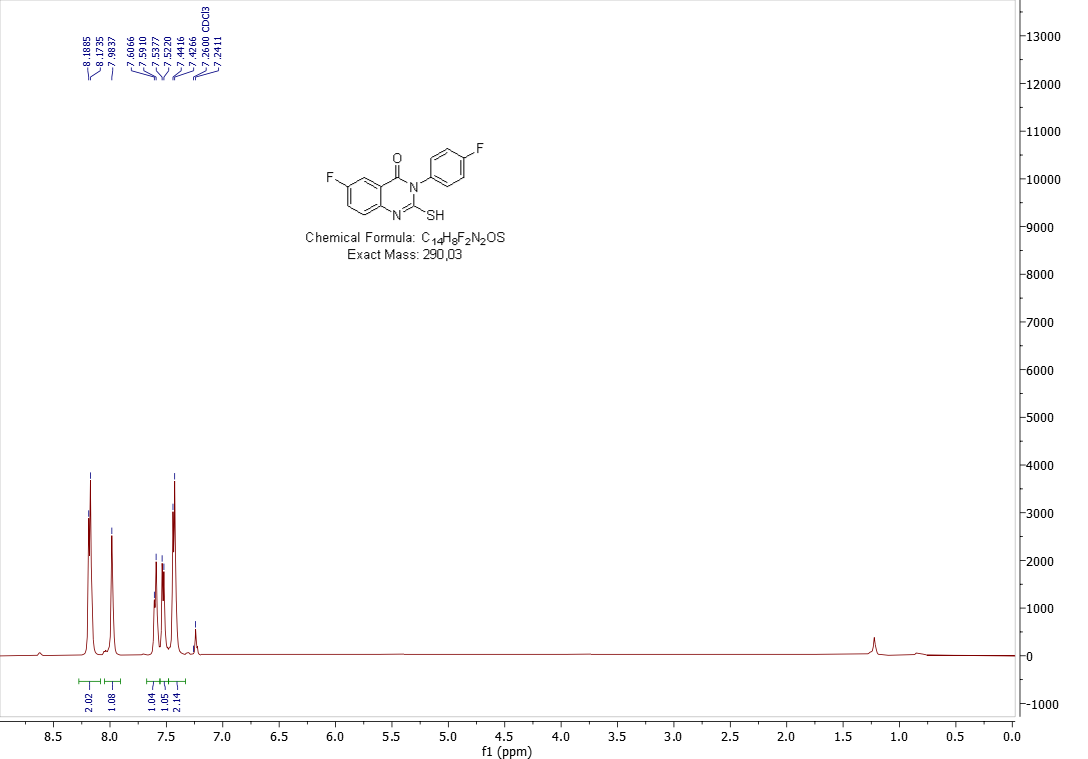 8.1885
8.1735
7.9837
7.6066
7.5910
7.5377
7.5220
7.4416
7.4266
7.2600 CDCl3
7.2411
F
O
F
N
N
SH
Chemical Formula: C14H8F2N2OS
Exact Mass: 290,03
13000
12000
11000
10000
9000
8000
7000
6000
5000
4000
3000
2000
1000
0
-1000
2.02
1.08
1.04
1.05
2.14
8.5 8.0 7.5 7.0 6.5 6.0 5.5 5.0 4.5 4.0 3.5 3.0 2.5 2.0 1.5 1.0 0.5 0.0
f1 (ppm)